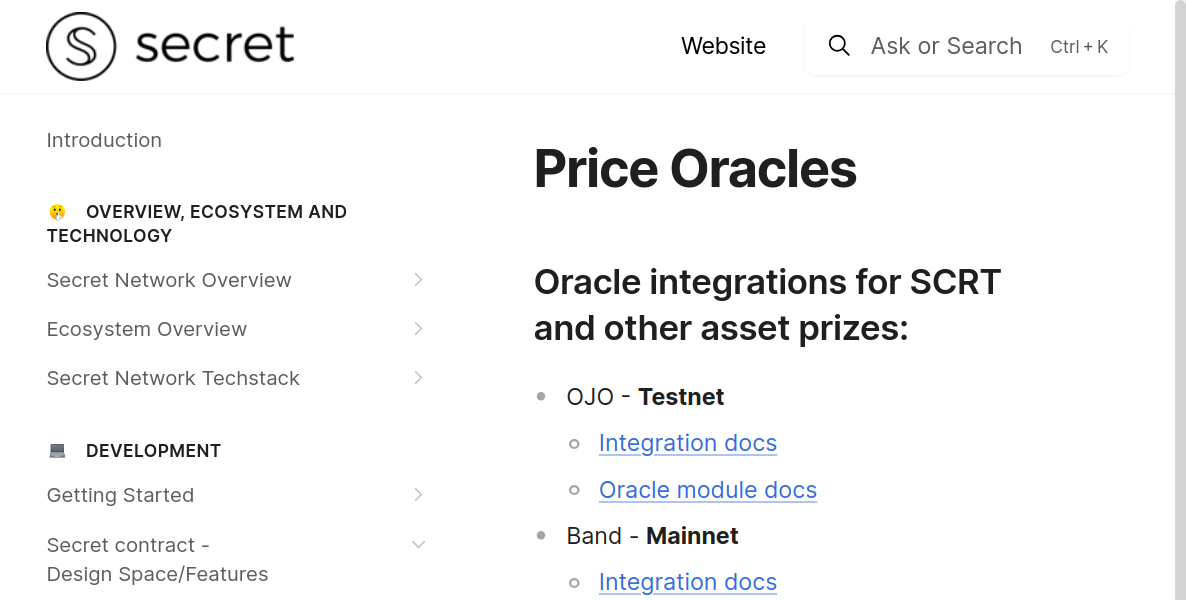 secret
Website
Ask or Search Ctrl + K
Introduction
OVERVIEW, ECOSYSTEM AND
TECHNOLOGY
Secret Network Overview
Ecosystem Overview
Secret Network Techstack
DEVELOPMENT
Getting Started
Secret contract -
Design Space/Features
Price Oracles
Oracle integrations for SCRT
and other asset prizes:
OJO - Testnet
Integration docs
Oracle module docs
Band - Mainnet
Integration docs